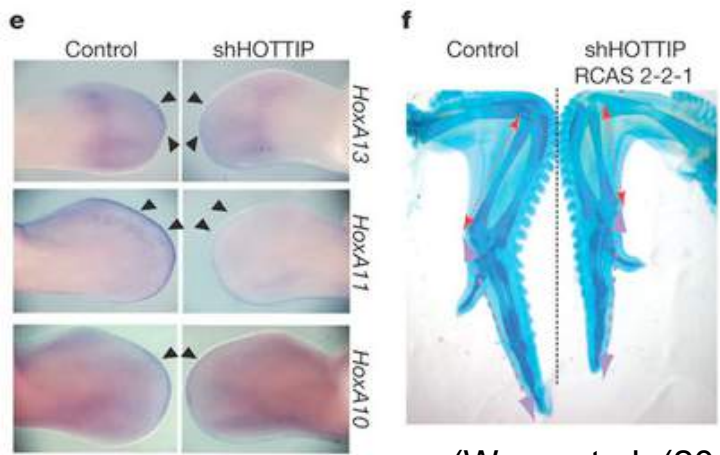 e
Control shHOTTIP
HoxA13
HoxA11
HoxA10
f
Control shHOTTIP
RCAS 2-2-1